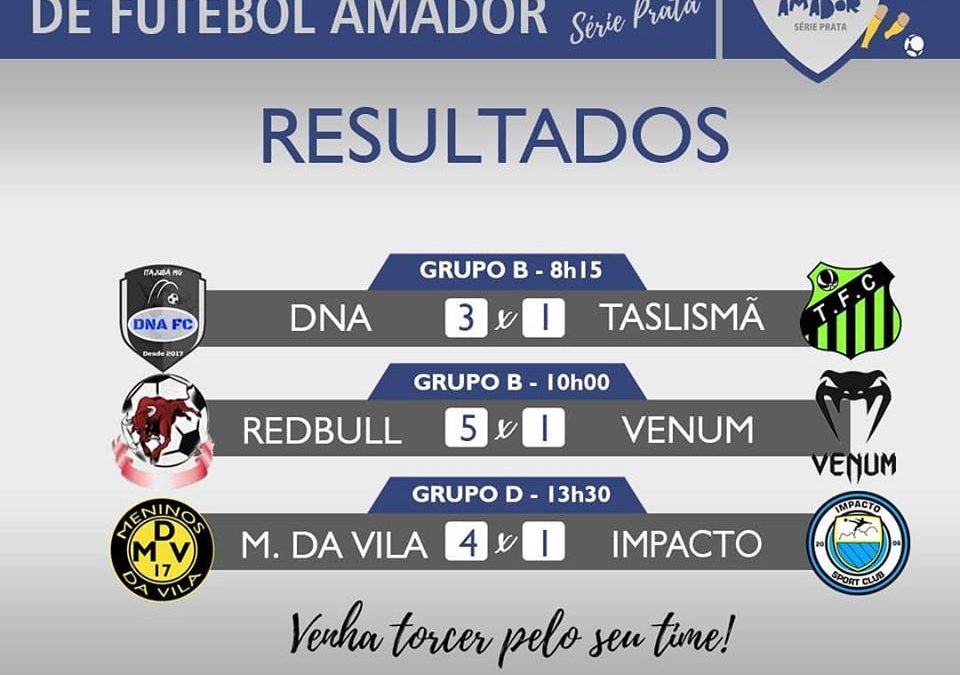 DE FUTEBOL AMADOR Série Prata
AMADOR
SÉRIE PRATA
RESULTADOS
GRUPO B - 8h15
ITAJUBÁ MG
DNA FC
Desde 2017
DNA 3 x 1 TASLISMÃ
T.F.C
GRUPO B - 10h00
REDBULL 5 x 1 VENUM
VENUM
GRUPO D - 13h30
MENINOS
D
MDV
17
DA VILA
M. DA VILA 4 x 1 IMPACTO
IMPACTO
20 06
SPORT CLUB
Venha torcer pelo seu time!